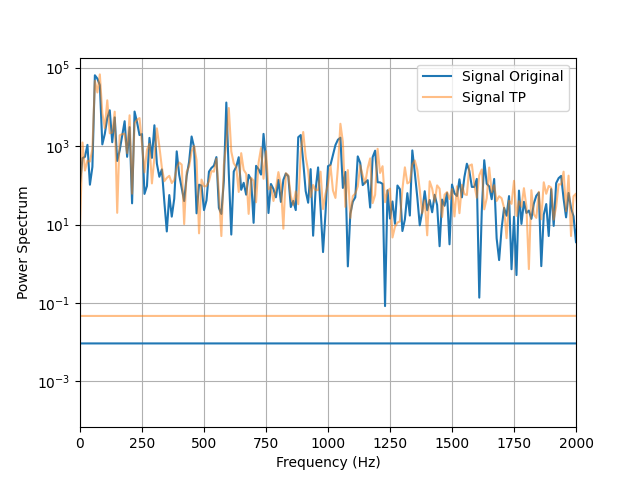 Signal Original
Signal TP
Power Spectrum
10^5
10^3
10^1
10^-1
10^-3
0 250 500 750 1000 1250 1500 1750 2000
Frequency (Hz)